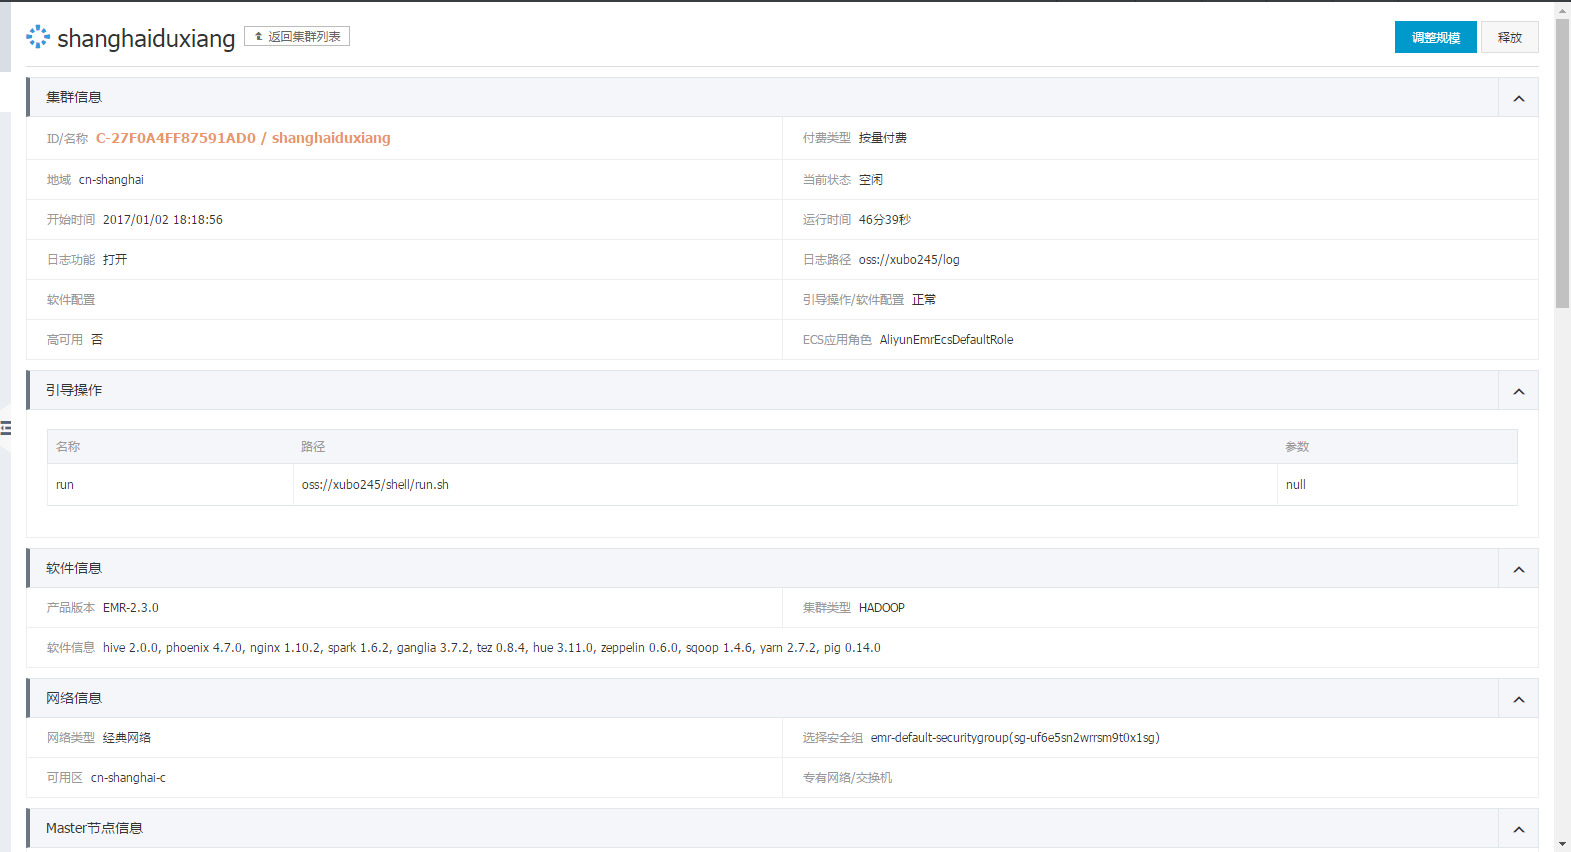 shanghaiduxiang 返回集群列表 调整规模 释放
集群信息
ID/名称 C-27F0A4FF87591AD0 / shanghaiduxiang 付费类型 按量付费
地域 cn-shanghai 当前状态 空闲
开始时间 2017/01/02 18:18:56 运行时间 46分39秒
日志功能 打开 日志路径 oss://xubo245/log
软件配置 引导操作/软件配置 正常
高可用 否 ECS应用角色 AliyunEmrEcsDefaultRole
引导操作
名称 路径 参数
run oss://xubo245/shell/run.sh null
软件信息
产品版本 EMR-2.3.0 集群类型 HADOOP
软件信息 hive 2.0.0, phoenix 4.7.0, nginx 1.10.2, spark 1.6.2, ganglia 3.7.2, tez 0.8.4, hue 3.11.0, zeppelin 0.6.0, sqoop 1.4.6, yarn 2.7.2, pig 0.14.0
网络信息
网络类型 经典网络 选择安全组 emr-default-securitygroup(sg-uf6e5sn2wrrsm9t0x1sg)
可用区 cn-shanghai-c 专有网络/交换机
Master节点信息